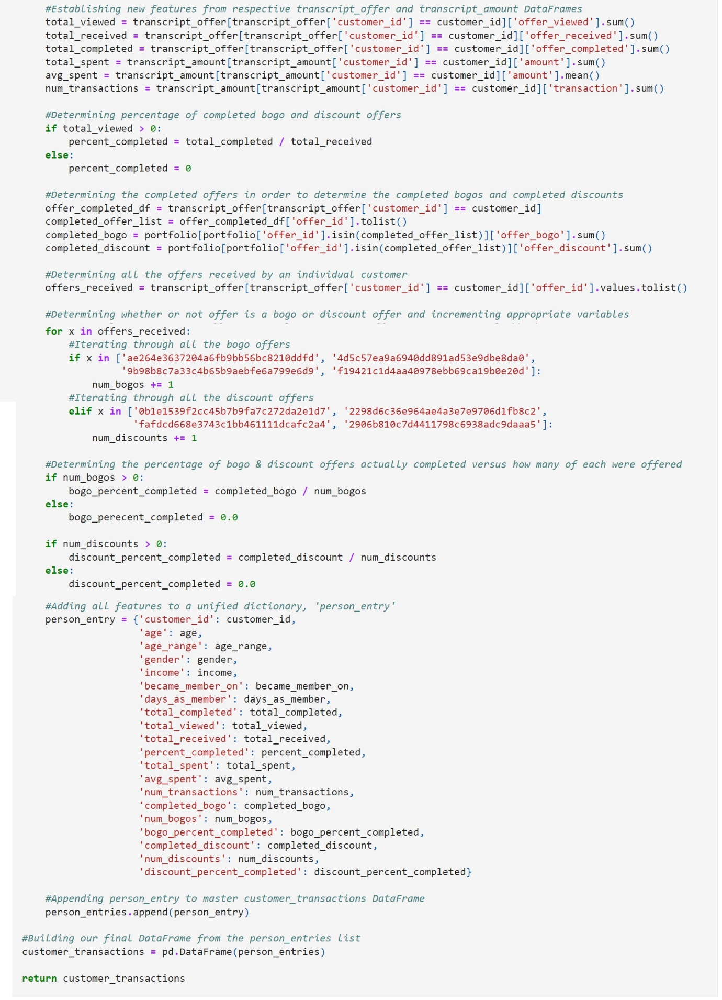 #Establishing new features from respective transcript_offer and transcript_amount DataFrames
total_viewed = transcript_offer[transcript_offer['customer_id'] == customer_id]['offer_viewed'].sum()
total_received = transcript_offer[transcript_offer['customer_id'] == customer_id]['offer_received'].sum()
total_completed = transcript_offer[transcript_offer['customer_id'] == customer_id]['offer_completed'].sum()
total_spent = transcript_amount[transcript_amount['customer_id'] == customer_id]['amount'].sum()
avg_spent = transcript_amount[transcript_amount['customer_id'] == customer_id]['amount'].mean()
num_transactions = transcript_amount[transcript_amount['customer_id'] == customer_id]['transaction'].sum()
#Determining percentage of completed bogo and discount offers
if total_viewed > 0:
percent_completed = total_completed / total_received
else:
percent_completed = 0
#Determining the completed offers in order to determine the completed bogos and completed discounts
offer_completed_df = transcript_offer[transcript_offer['customer_id'] == customer_id]
completed_offer_list = offer_completed_df['offer_id'].tolist()
completed_bogo = portfolio[portfolio['offer_id'].isin(completed_offer_list)]['offer_bogo'].sum()
completed_discount = portfolio[portfolio['offer_id'].isin(completed_offer_list)]['offer_discount'].sum()
#Determining all the offers received by an individual customer
offers_received = transcript_offer[transcript_offer['customer_id'] == customer_id]['offer_id'].values.tolist()
#Determining whether or not offer is a bogo or discount offer and incrementing appropriate variables
for x in offers_received:
#Iterating through all the bogo offers
if x in ['ae264e3637204a6fb9bb56bc8210ddfd', '4d5c57ea9a6940dd891ad53e9dbe8da0',
'9b98b8c7a33c4b65b9aebfe6a799e6d9', 'f19421c1d4aa40978ebb69ca19b0e20d']:
num_bogos += 1
#Iterating through all the discount offers
elif x in ['0b1e1539f2cc45b7b9fa7c272da2e1d7', '2298d6c36e964ae4a3e7e9706d1fb8c2',
'fafdcd668e3743c1bb461111dcafc2a4', '2906b810c7d4411798c6938adc9daaa5']:
num_discounts += 1
#Determining the percentage of bogo & discount offers actually completed versus how many of each were offered
if num_bogos > 0:
bogo_percent_completed = completed_bogo / num_bogos
else:
bogo_perecent_completed = 0.0
if num_discounts > 0:
discount_percent_completed = completed_discount / num_discounts
else:
discount_percent_completed = 0.0
#Adding all features to a unified dictionary, 'person_entry'
person_entry = {'customer_id': customer_id,
'age': age,
'age_range': age_range,
'gender': gender,
'income': income,
'became_member_on': became_member_on,
'days_as_member': days_as_member,
'total_completed': total_completed,
'total_viewed': total_viewed,
'total_received': total_received,
'percent_completed': percent_completed,
'total_spent': total_spent,
'avg_spent': avg_spent,
'num_transactions': num_transactions,
'completed_bogo': completed_bogo,
'num_bogos': num_bogos,
'bogo_percent_completed': bogo_percent_completed,
'completed_discount': completed_discount,
'num_discounts': num_discounts,
'discount_percent_completed': discount_percent_completed}
#Appending person_entry to master customer_transactions DataFrame
person_entries.append(person_entry)
#Building our final DataFrame from the person_entries list
customer_transactions = pd.DataFrame(person_entries)
return customer_transactions